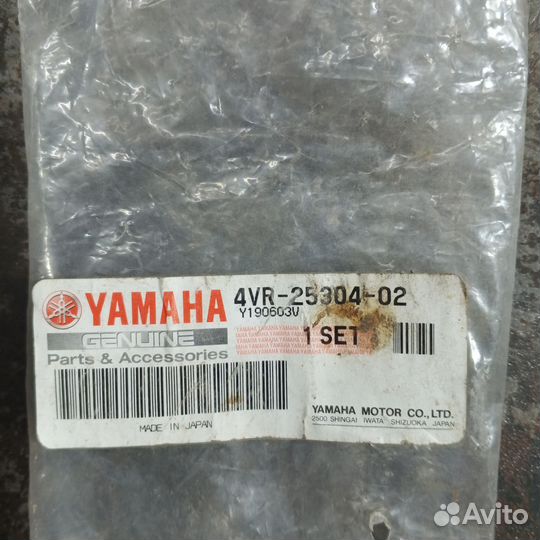 YAMAHA 4VR-25304-02
Y190603V
GENUINE
1 SET
Parts & Accessories
YAMAHA MOTOR CO.,LTD.
2500 SHINGAI IWATA SHIZUOKA JAPAN
MADE IN JAPAN
Avito